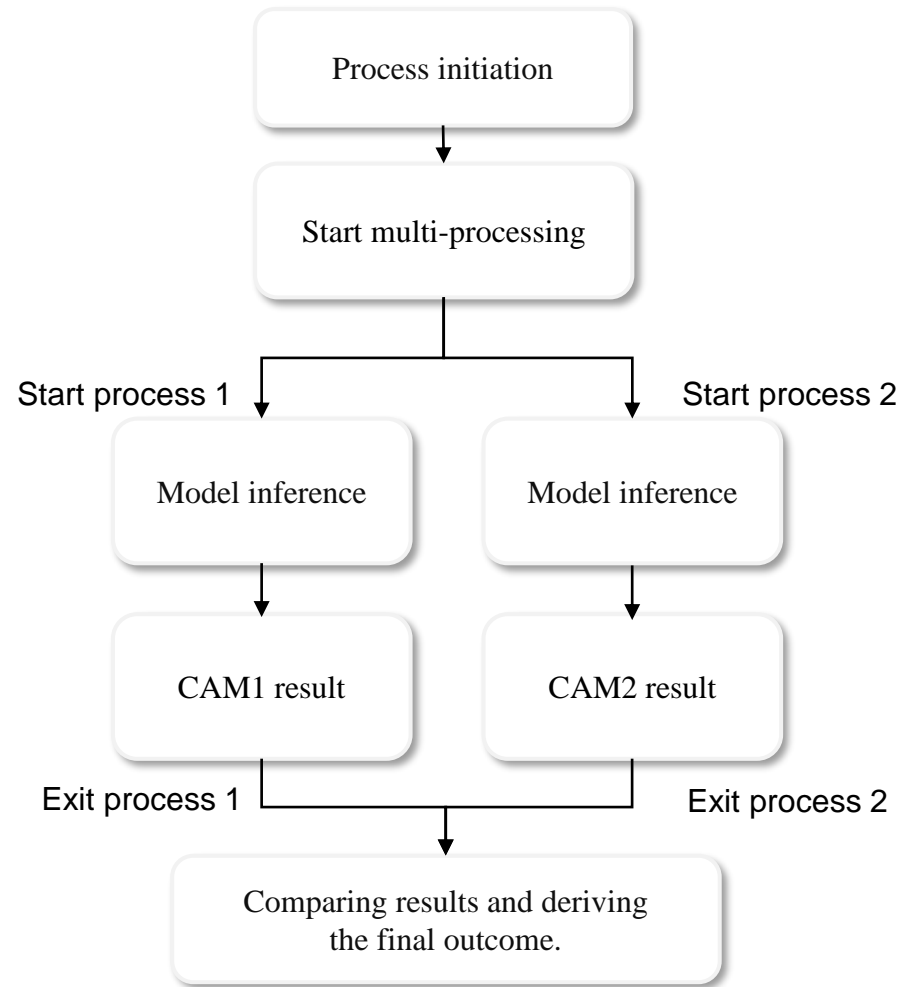 Process initiation
Start multi-processing
Start process 1
Start process 2
Model inference
Model inference
CAM1 result
CAM2 result
Exit process 1
Exit process 2
Comparing results and deriving
the final outcome.